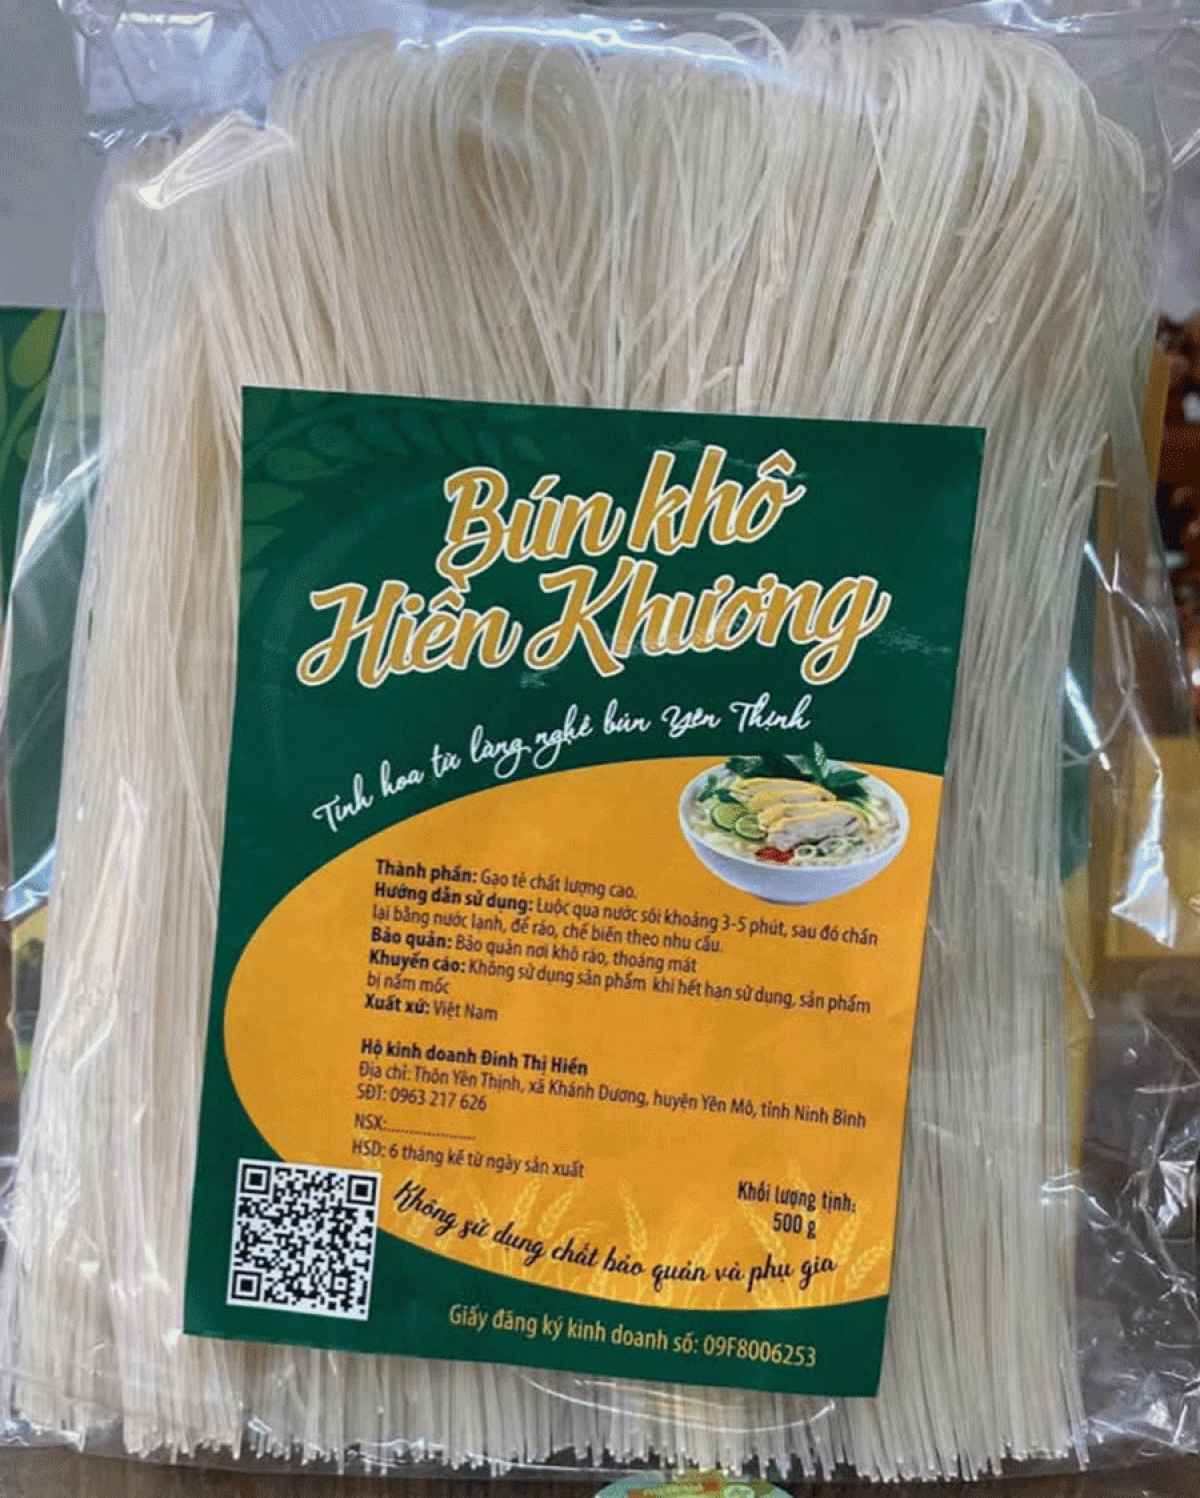 Bún khô
Hiền Khương
Tinh hoa từ làng nghề bún Yên Thịnh
Thành phần: Gạo tẻ chất lượng cao.
Hướng dẫn sử dụng: Luộc qua nước sôi khoảng 3-5 phút, sau đó chần
lại bằng nước lạnh, để ráo, chế biến theo nhu cầu.
Bảo quản: Bảo quản nơi khô ráo, thoáng mát
Khuyến cáo: Không sử dụng sản phẩm khi hết hạn sử dụng, sản phẩm
bị nấm mốc
Xuất xứ: Việt Nam
Hộ kinh doanh Đinh Thị Hiền
Địa chỉ: Thôn Yên Thịnh, xã Khánh Dương, huyện Yên Mô, tỉnh Ninh Bình
SĐT: 0963 217 626
NSX:....................
HSD: 6 tháng kể từ ngày sản xuất
Khối lượng tịnh:
500 g
Không sử dụng chất bảo quản và phụ gia
Giấy đăng ký kinh doanh số: 09F8006253